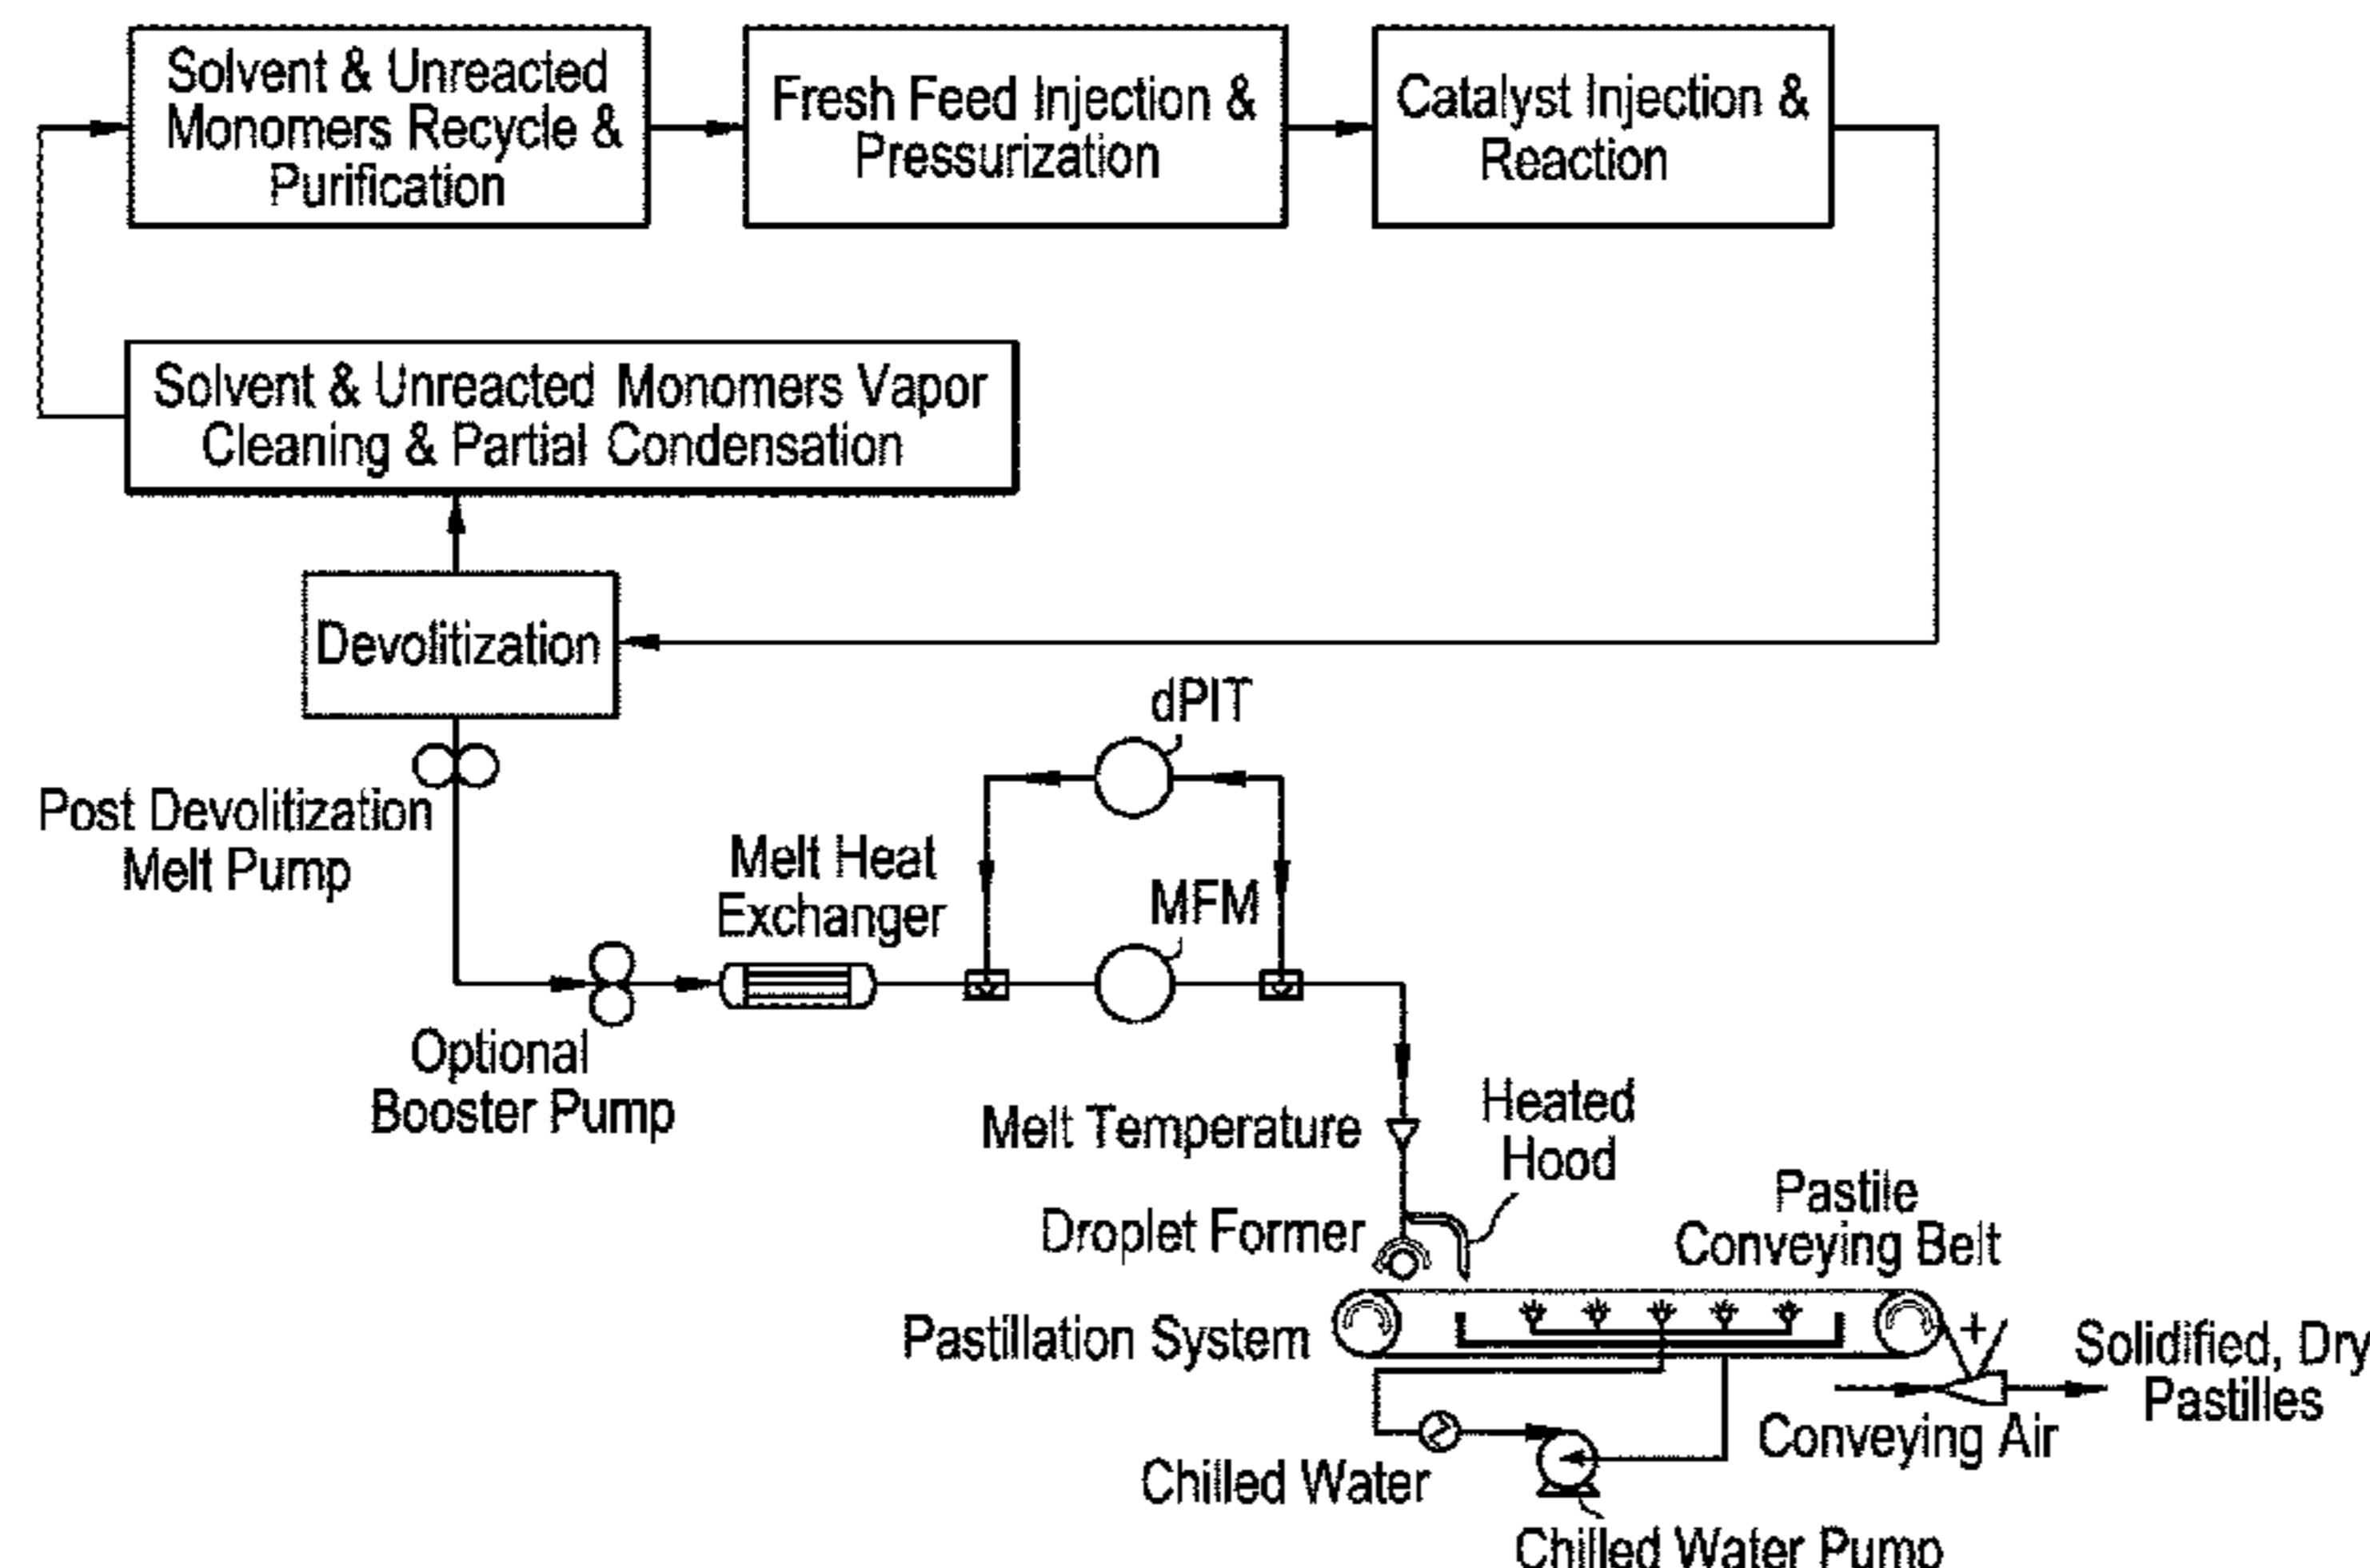 Solvent & Unreacted
Monomers Recycle &
Purification
Fresh Feed Injection &
Pressurization
Catalyst Injection &
Reaction
Solvent & Unreacted Monomers Vapor
Cleaning & Partial Condensation
Devolitization
dPIT
Post Devolitization
Melt Pump
Melt Heat
Exchanger
MFM
Optional
Booster Pump
Melt Temperature
Heated
Hood
Droplet Former
Pastile
Conveying Belt
Pastillation System
+
Solidified, Dry
Pastilles
Conveying Air
Chilled Water
Chilled Water Pump